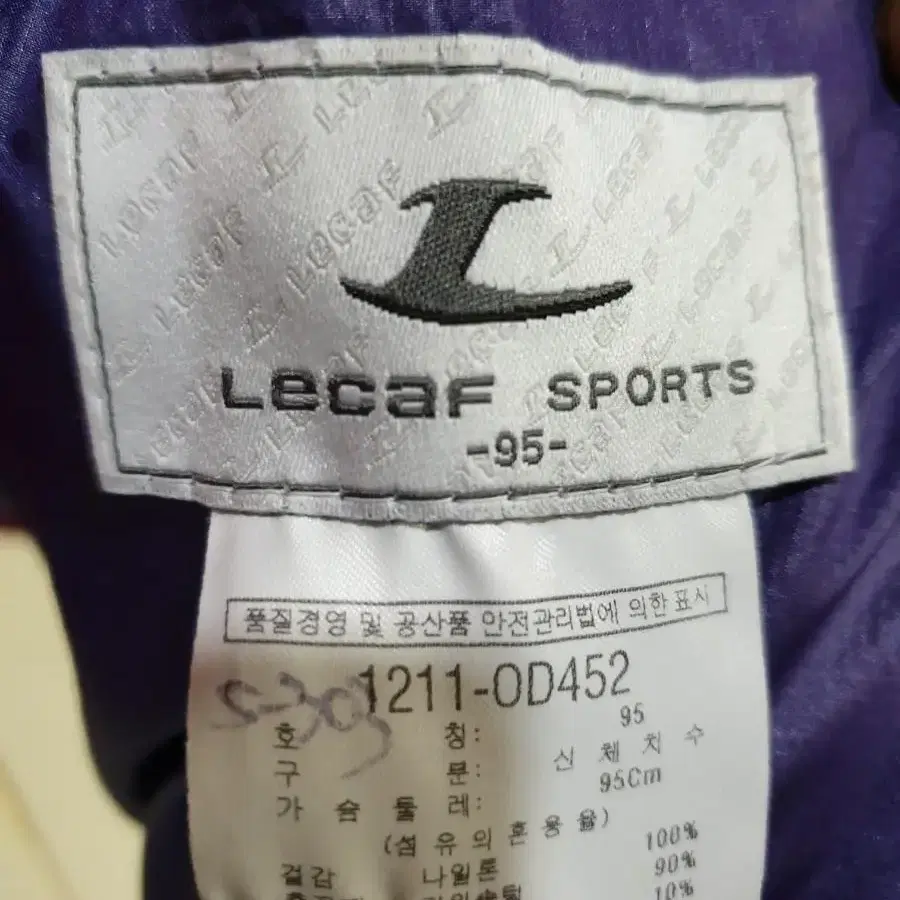 Lecaf SPORTS
-95-
품질경영 및 공산품 안전관리법에 의한 표시
1211-OD452
S-303
호 칭: 95
구 분: 신 체 치 수
가 슴 둘 레: 95Cm
(섬 유 의 혼 용 율)
겉감 나일론 100%
90%
10%